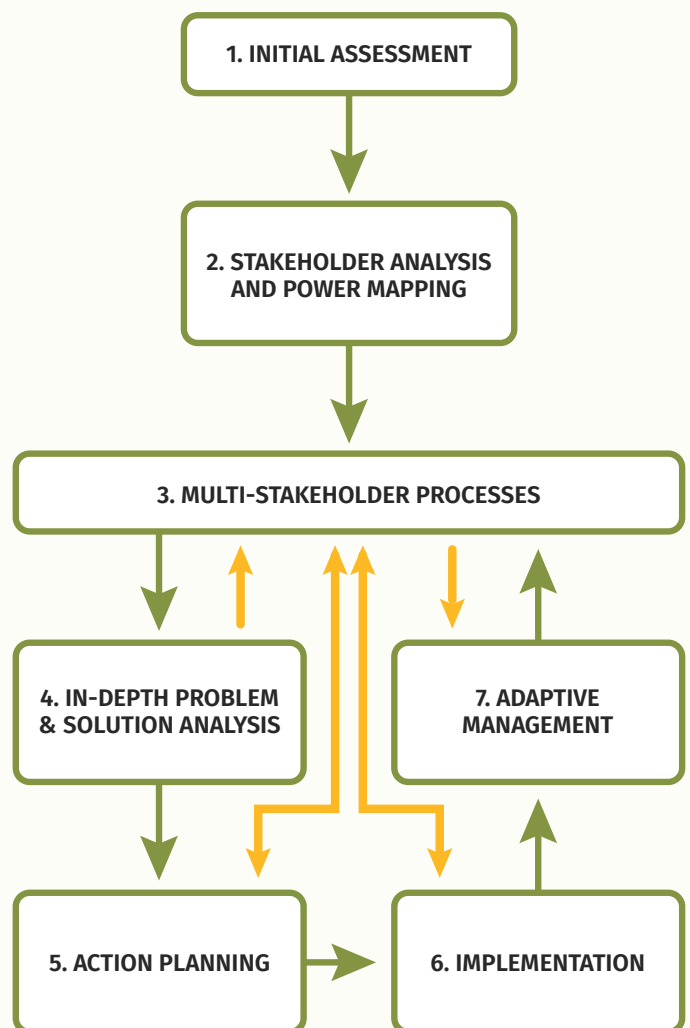 1. INITIAL ASSESSMENT
2. STAKEHOLDER ANALYSIS
AND POWER MAPPING
3. MULTI-STAKEHOLDER PROCESSES
4. IN-DEPTH PROBLEM
& SOLUTION ANALYSIS
7. ADAPTIVE
MANAGEMENT
5. ACTION PLANNING
6. IMPLEMENTATION